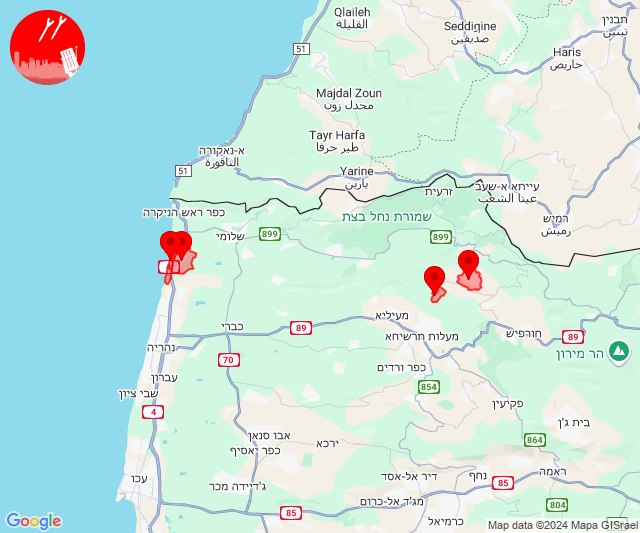 Qlaileh
القليلة
Seddiqine
صديقين
חבנין
تبنين
51
Haris
حاريص
Majdal Zoun
مجدل زون
Tayr Harfa
طير حرفا
א-נאקורה
الناقورة
51
Yarine
يارين
זרעית
עייתא א-שעב
عيتا الشعب
רמיש
رميش
כפר ראש הניקרה
שמורת נחל בצת
שלומי
899
899
מעיליא
כברי
89
נהריה
מעלות תרשיחא
חורפיש
89
הר מירון
70
כפר ורדים
עברון
שבי ציון
854
4
פקיעין
בית ג'ן
אבו סנאן
ירכא
864
כפר יאסיף
ראמה
עכו
ג'דיידה מכר
דיר אל-אסד
נחף
85
מג'ד אל-כרום
804
85
כרמיאל
Google
Map data ©2024 Mapa GISrael